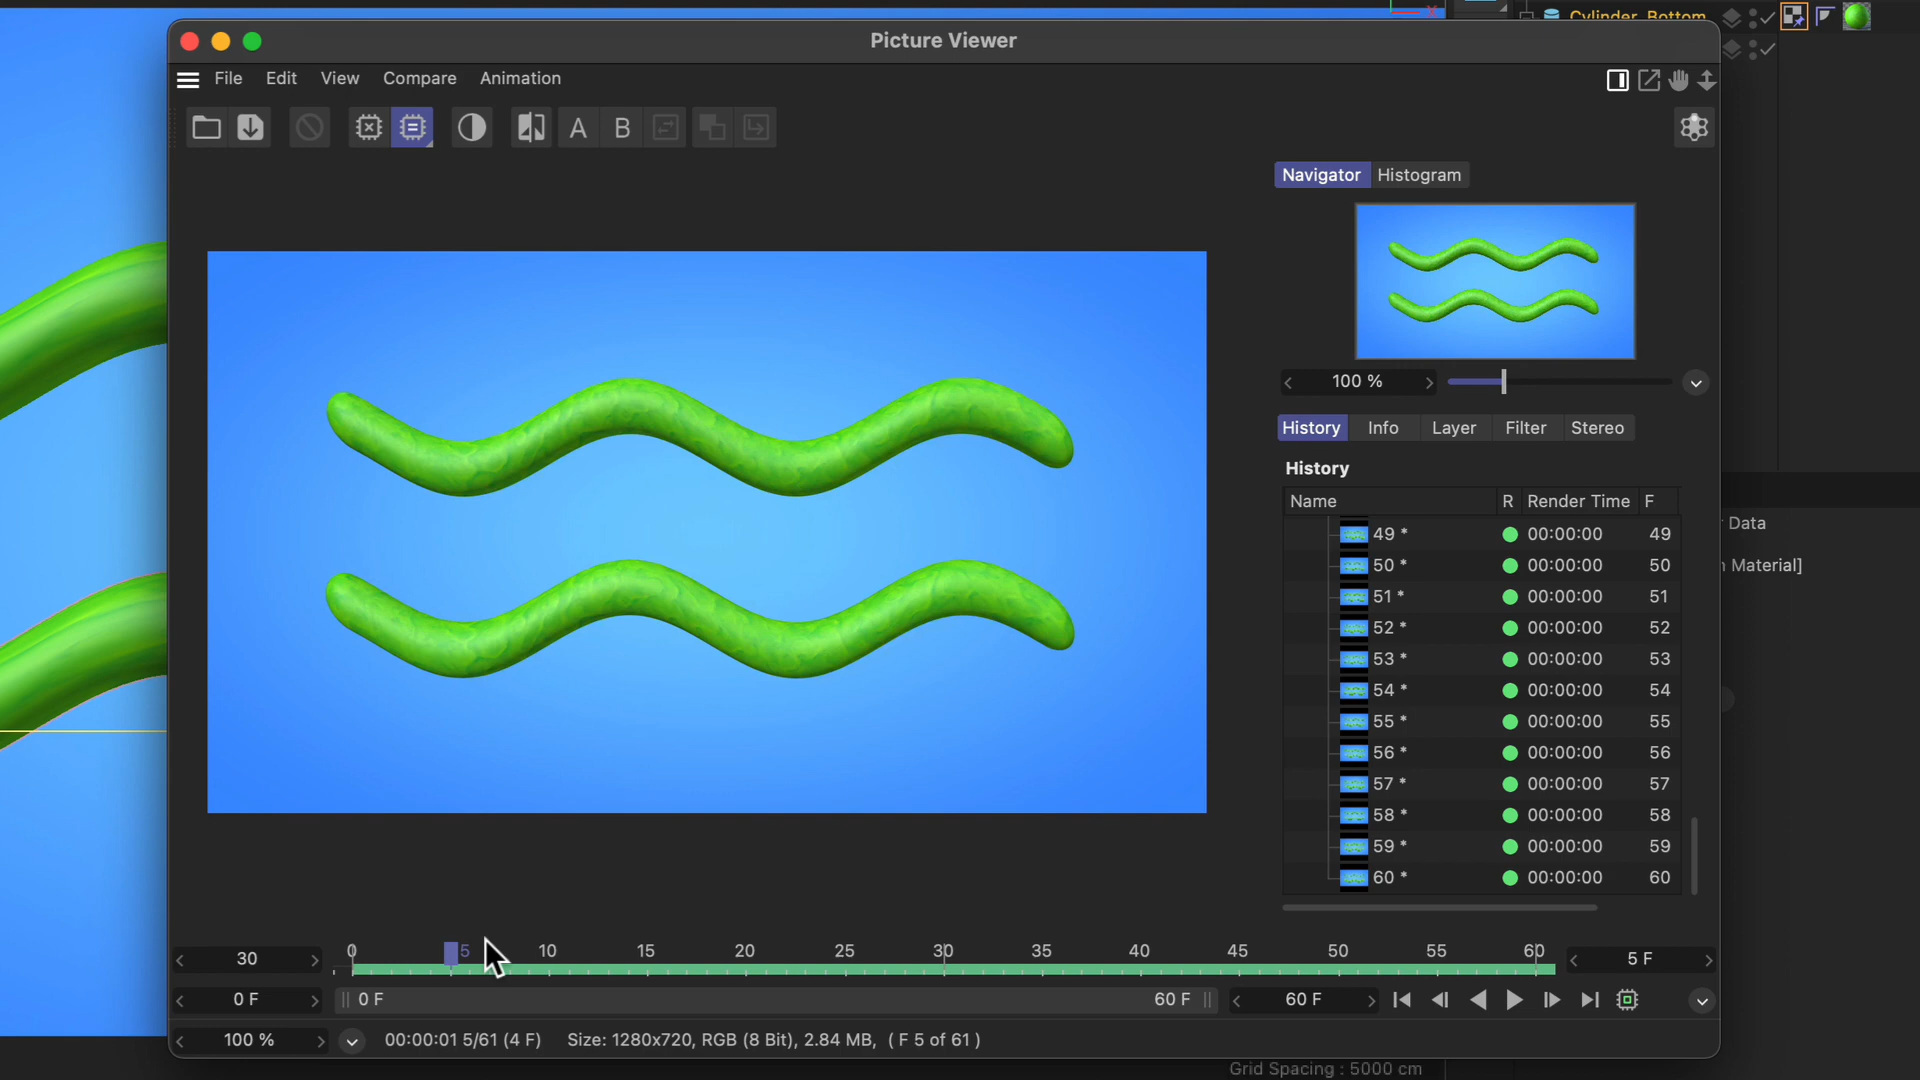 Cylinder_Bottom
Picture Viewer
File Edit View Compare Animation
A B
Navigator Histogram
100 %
History Info Layer Filter Stereo
History
Name R Render Time F
49 * 00:00:00 49
50 * 00:00:00 50
51 * 00:00:00 51
52 * 00:00:00 52
53 * 00:00:00 53
54 * 00:00:00 54
55 * 00:00:00 55
56 * 00:00:00 56
57 * 00:00:00 57
58 * 00:00:00 58
59 * 00:00:00 59
60 * 00:00:00 60
Data
Material]
30 0 5 10 15 20 25 30 35 40 45 50 55 60 5 F
0 F 0 F 60 F 60 F
100 % 00:00:01 5/61 (4 F) Size: 1280x720, RGB (8 Bit), 2.84 MB, ( F 5 of 61 )
Grid Spacing : 5000 cm